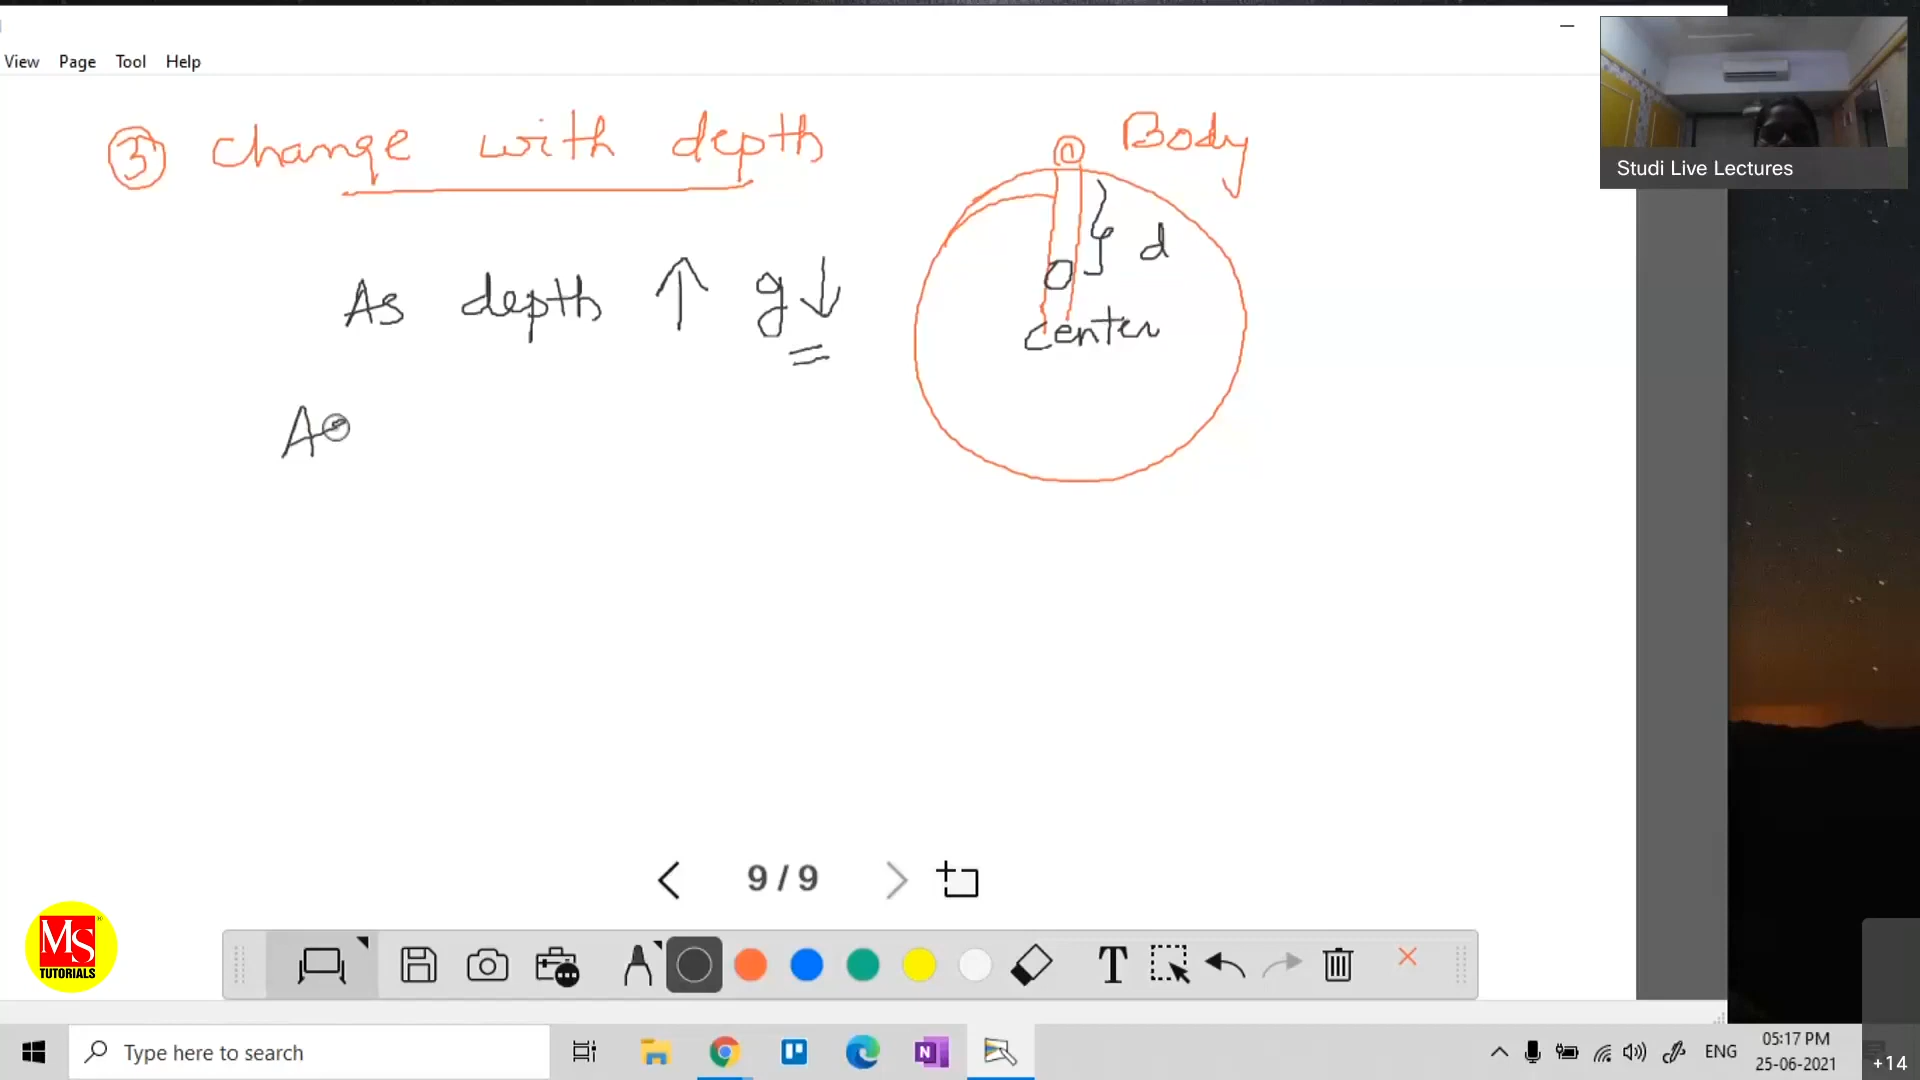 View Page Tool Help
Studi Live Lectures
③ change with depth
Body
As depth ↑ g↓
d
center
A
9 / 9
MS
TUTORIALS
T
Type here to search
N
ENG
05:17 PM
25-06-2021
+14